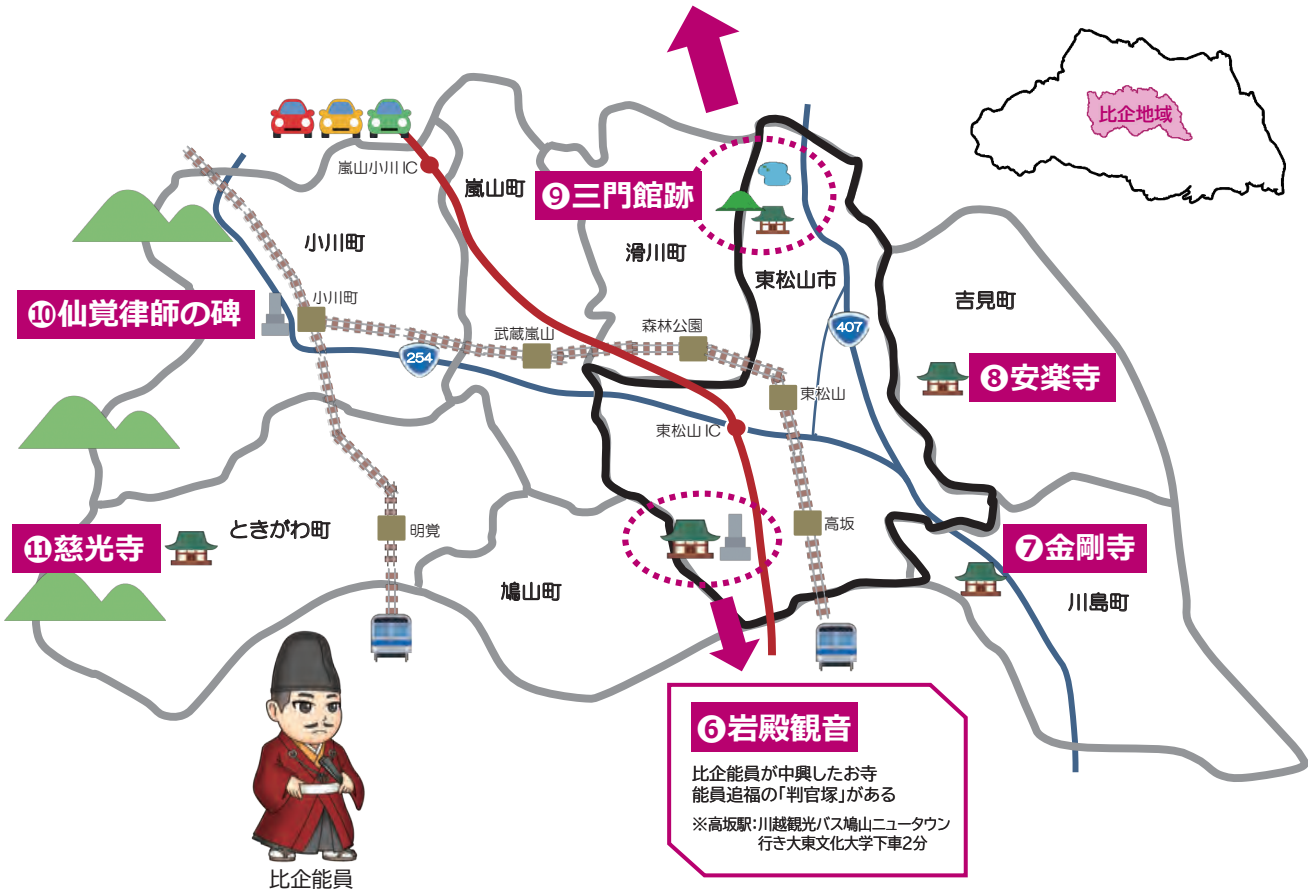 比企地域
嵐山小川IC
嵐山町
❾三門館跡
小川町
滑川町
東松山市
吉見町
❿仙覚律師の碑
小川町
武蔵嵐山
森林公園
407
254
❽安楽寺
東松山
東松山IC
⓫慈光寺
ときがわ町
明覚
高坂
❼金剛寺
鳩山町
川島町
❻岩殿観音
比企能員が中興したお寺
能員追福の「判官塚」がある
※高坂駅：川越観光バス鳩山ニュータウン
行き大東文化大学下車2分
比企能員